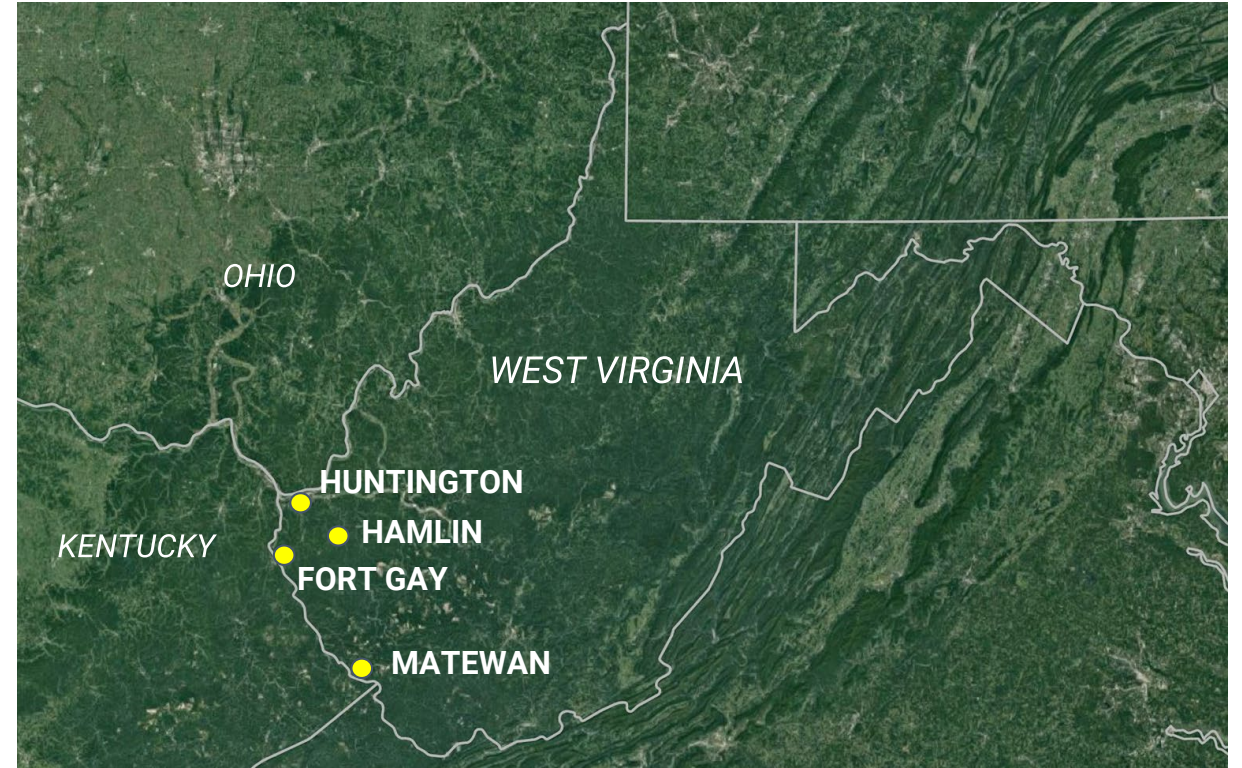 OHIO
WEST VIRGINIA
HUNTINGTON
HAMLIN
KENTUCKY
FORT GAY
MATEWAN